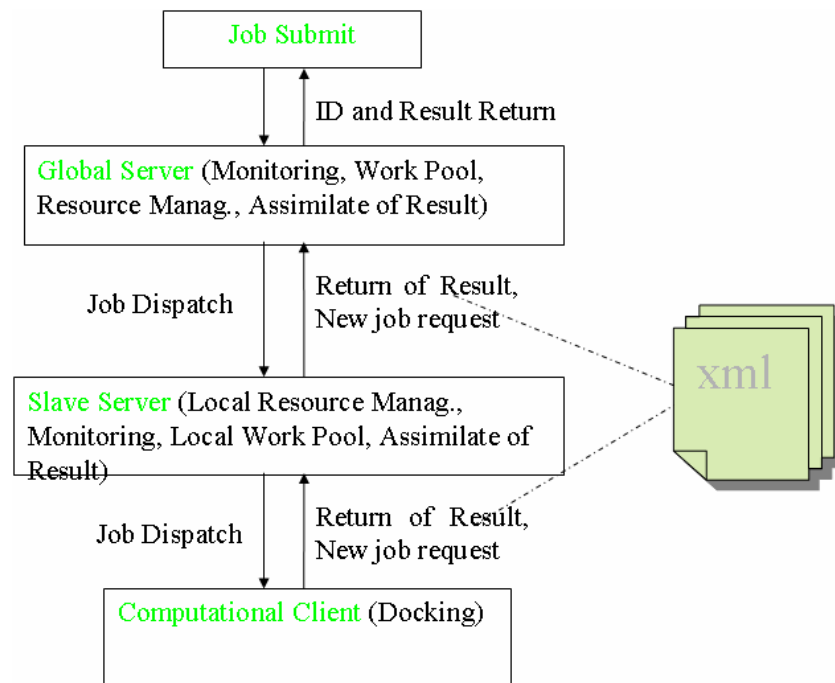 Job Submit
ID and Result Return
Global Server (Monitoring, Work Pool,
Resource Manag., Assimilate of Result)
Job Dispatch
Return of Result,
New job request
xml
Slave Server (Local Resource Manag.,
Monitoring, Local Work Pool, Assimilate of
Result)
Job Dispatch
Return of Result,
New job request
Computational Client (Docking)